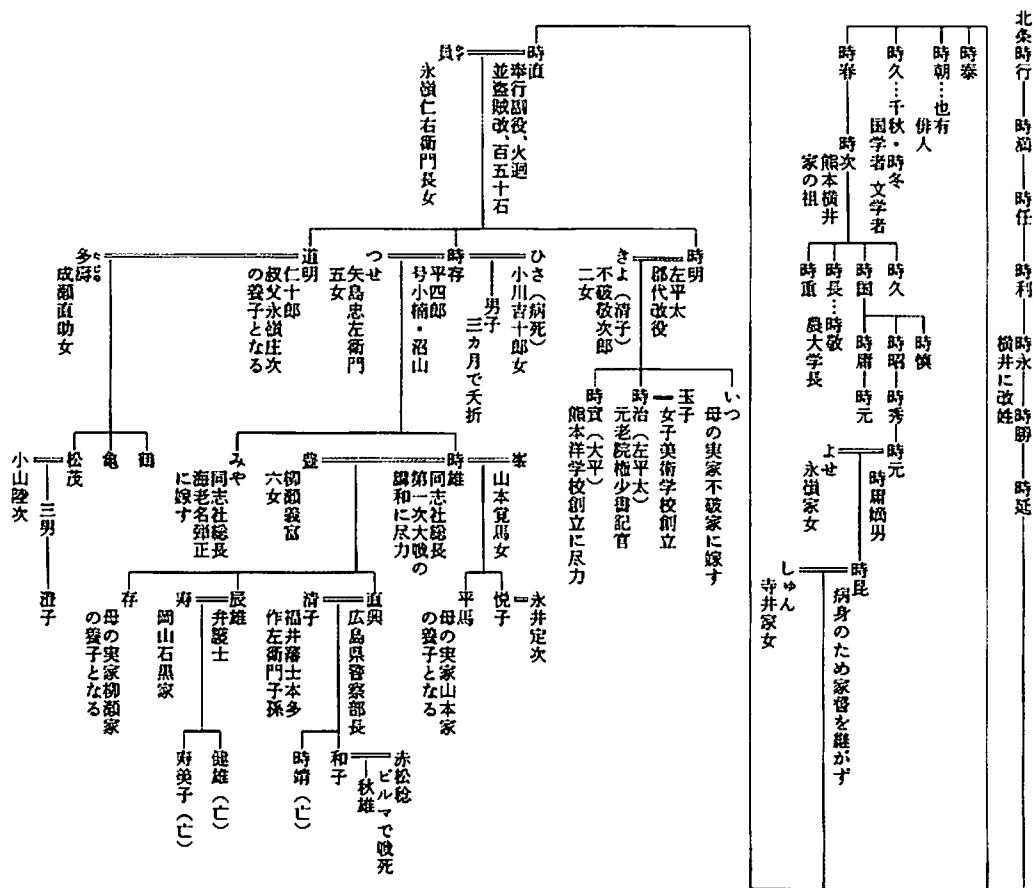 北条時行
時満
時任
時利
時永
横井に改姓
時勝
時延
時泰
時朝…也有
俳人
時久…千秋・時冬
国学者 文学者
時春
時次
熊本横井
家の祖
時久
時国
時長…時敬
農大学長
時重
時慎
時昭
時秀
時元
時庸
時元
時庸嫡男
よせ
永嶺家女
時昆
病身のため家督を継がず
しゅん
寺井家女
時直
奉行副役、火廻
並盗賊改、百五十石
員
永嶺仁右衛門長女
時明
左平太
郡代改役
きよ(清子)
不破敬次郎
二女
ひさ(病死)
小川吉十郎女
男子
三カ月で夭折
時存
平四郎
号小楠・沼山
つせ
矢島忠左衛門
五女
道明
仁十郎
叔父永嶺庄次
の養子となる
成瀬直助女
いつ
母の実家不破家に嫁す
玉子
女子美術学校創立
時治(左平太)
元老院権少書記官
時実(大平)
熊本洋学校創立に尽力
峯
山本覚馬女
時雄
同志社総長
第一次大戦の
講和に尽力
豊
柳瀬義富
六女
みや
同志社総長
海老名弾正
に嫁す
鶴
亀
松茂
小山陸次
三男
澄子
永井定次
悦子
平馬
母の実家山本家
の養子となる
直興
広島県警察部長
清子
福井藩士本多
作左衛門子孫
辰雄
弁護士
寿
岡山石黒家
存
母の実家柳瀬家
の養子となる
赤松稔
ビルマで戦死
秋雄
和子
時靖(亡)
健雄(亡)
寿美子(亡)